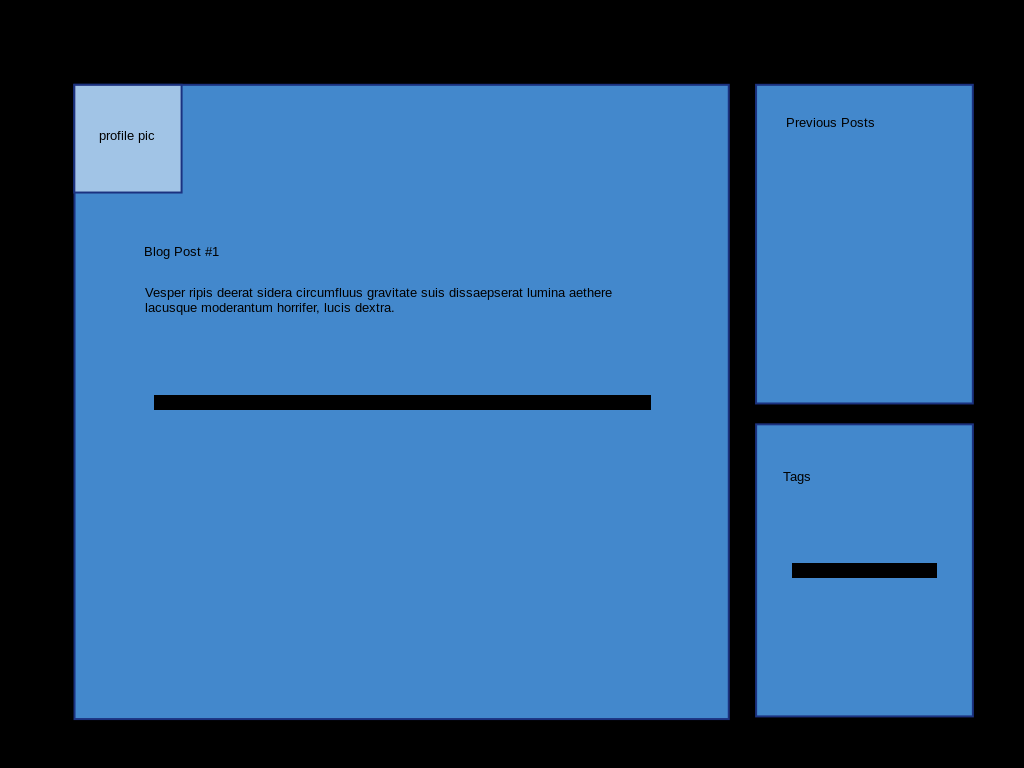 profile pic
Previous Posts
Blog Post #1
Vesper ripis deerat sidera circumfluus gravitate suis dissaepserat lumina aethere
lacusque moderantum horrifer, lucis dextra.
Tags